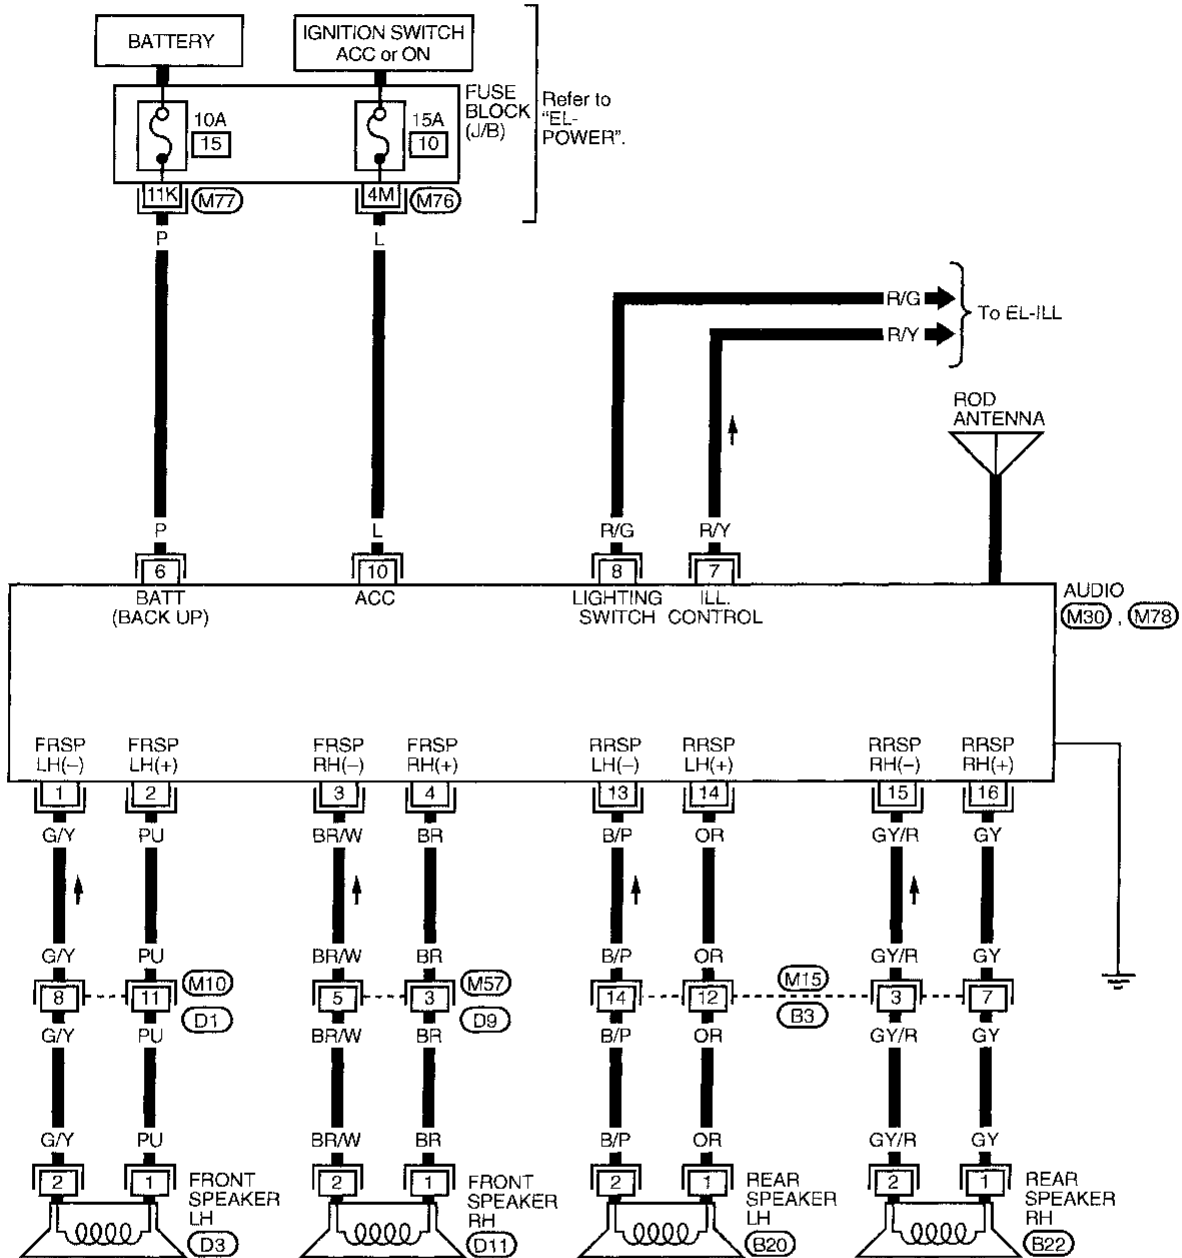 BATTERY
IGNITION SWITCH
ACC or ON
FUSE
BLOCK
(J/B)
Refer to
"EL-
POWER".
10A
15
15A
10
11K
M77
4M
M76
P
L
R/G
R/Y
To EL-ILL
ROD
ANTENNA
P
L
R/G
R/Y
6
10
8
7
BATT
(BACK UP)
ACC
LIGHTING
SWITCH
ILL.
CONTROL
AUDIO
M30 , M78
FRSP
LH(–)
FRSP
LH(+)
FRSP
RH(–)
FRSP
RH(+)
RRSP
LH(–)
RRSP
LH(+)
RRSP
RH(–)
RRSP
RH(+)
1
2
3
4
13
14
15
16
G/Y
PU
BR/W
BR
B/P
OR
GY/R
GY
G/Y
PU
BR/W
BR
B/P
OR
GY/R
GY
8
11
M10
D1
5
3
M57
D9
14
12
M15
B3
3
7
G/Y
PU
BR/W
BR
B/P
OR
GY/R
GY
G/Y
PU
BR/W
BR
B/P
OR
GY/R
GY
2
1
FRONT
SPEAKER
LH
D3
2
1
FRONT
SPEAKER
RH
D11
2
1
REAR
SPEAKER
LH
B20
2
1
REAR
SPEAKER
RH
B22